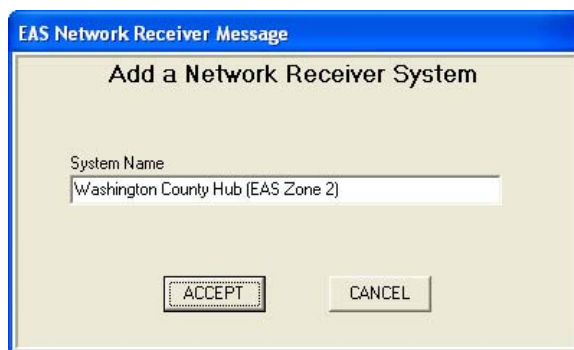 EAS Network Receiver Message
Add a Network Receiver System
System Name
Washington County Hub (EAS Zone 2)
ACCEPT CANCEL